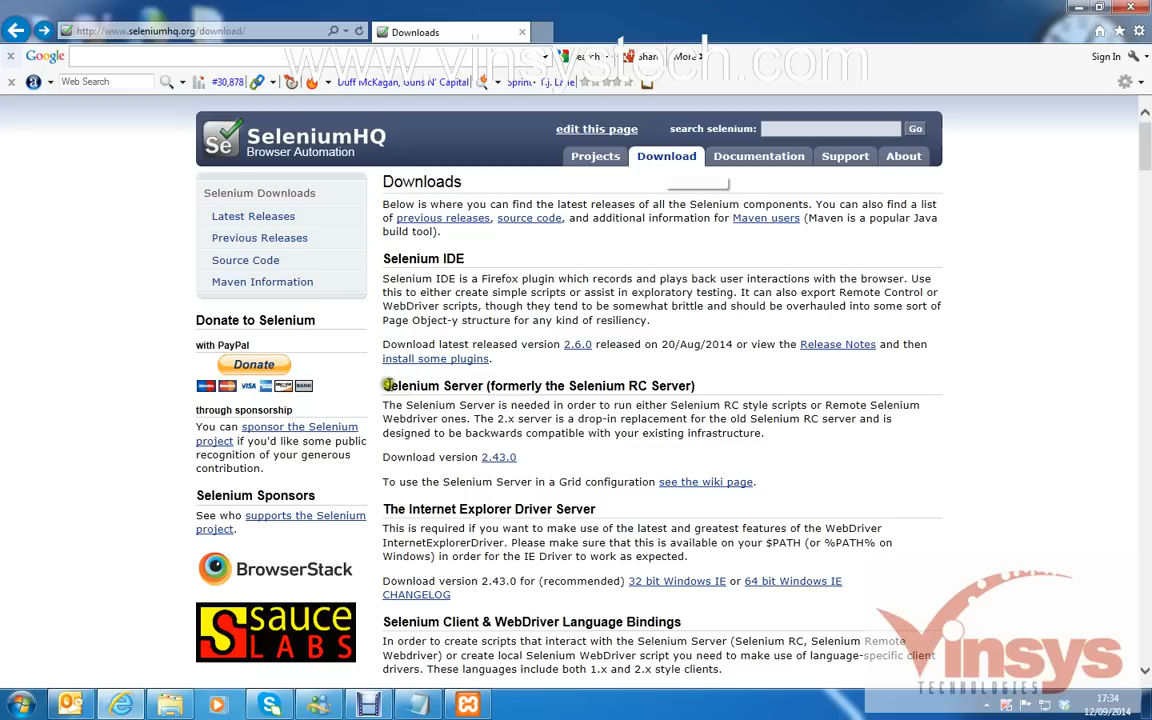 http://www.seleniumhq.org/download/
Downloads
www.vinsystech.com
Google
Search
Share
More
Sign In
Web Search
#30,878
Duff McKagan, Guns N' Capital
SeleniumHQ
Browser Automation
edit this page
search selenium:
Go
Projects
Download
Documentation
Support
About
Selenium Downloads
Latest Releases
Previous Releases
Source Code
Maven Information
Donate to Selenium
with PayPal
Donate
VISA
BANK
through sponsorship
You can sponsor the Selenium
project if you'd like some public
recognition of your generous
contribution.
Selenium Sponsors
See who supports the Selenium
project.
BrowserStack
sauce
LABS
Downloads
Below is where you can find the latest releases of all the Selenium components. You can also find a list
of previous releases, source code, and additional information for Maven users (Maven is a popular Java
build tool).
Selenium IDE
Selenium IDE is a Firefox plugin which records and plays back user interactions with the browser. Use
this to either create simple scripts or assist in exploratory testing. It can also export Remote Control or
WebDriver scripts, though they tend to be somewhat brittle and should be overhauled into some sort of
Page Object-y structure for any kind of resiliency.
Download latest released version 2.6.0 released on 20/Aug/2014 or view the Release Notes and then
install some plugins.
Selenium Server (formerly the Selenium RC Server)
The Selenium Server is needed in order to run either Selenium RC style scripts or Remote Selenium
Webdriver ones. The 2.x server is a drop-in replacement for the old Selenium RC server and is
designed to be backwards compatible with your existing infrastructure.
Download version 2.43.0
To use the Selenium Server in a Grid configuration see the wiki page.
The Internet Explorer Driver Server
This is required if you want to make use of the latest and greatest features of the WebDriver
InternetExplorerDriver. Please make sure that this is available on your $PATH (or %PATH% on
Windows) in order for the IE Driver to work as expected.
Download version 2.43.0 for (recommended) 32 bit Windows IE or 64 bit Windows IE
CHANGELOG
Selenium Client & WebDriver Language Bindings
In order to create scripts that interact with the Selenium Server (Selenium RC, Selenium Remote
Webdriver) or create local Selenium WebDriver script you need to make use of language-specific client
drivers. These languages include both 1.x and 2.x style clients.
Vinsys
TECHNOLOGIES
17:34
12/09/2014